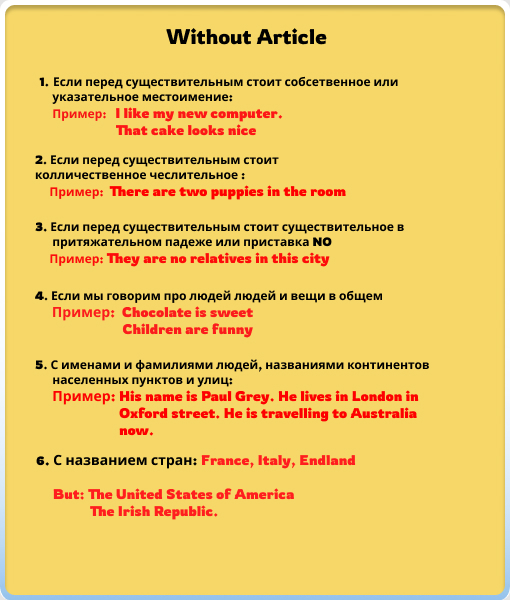 Without Article
1. Если перед существительным стоит собсетвенное или
указательное местоимение:
Пример: I like my new computer.
That cake looks nice
2. Если перед существительным стоит
колличественное чеслительное :
Пример: There are two puppies in the room
3. Если перед существительным стоит существительное в
притяжательном падеже или приставка NO
Пример: They are no relatives in this city
4. Если мы говорим про людей людей и вещи в общем
Пример: Chocolate is sweet
Children are funny
5. С именами и фамилиями людей, названиями континентов
населенных пунктов и улиц:
Пример: His name is Paul Grey. He lives in London in
Oxford street. He is travelling to Australia
now.
6. С названием стран: France, Italy, Endland
But: The United States of America
The Irish Republic.